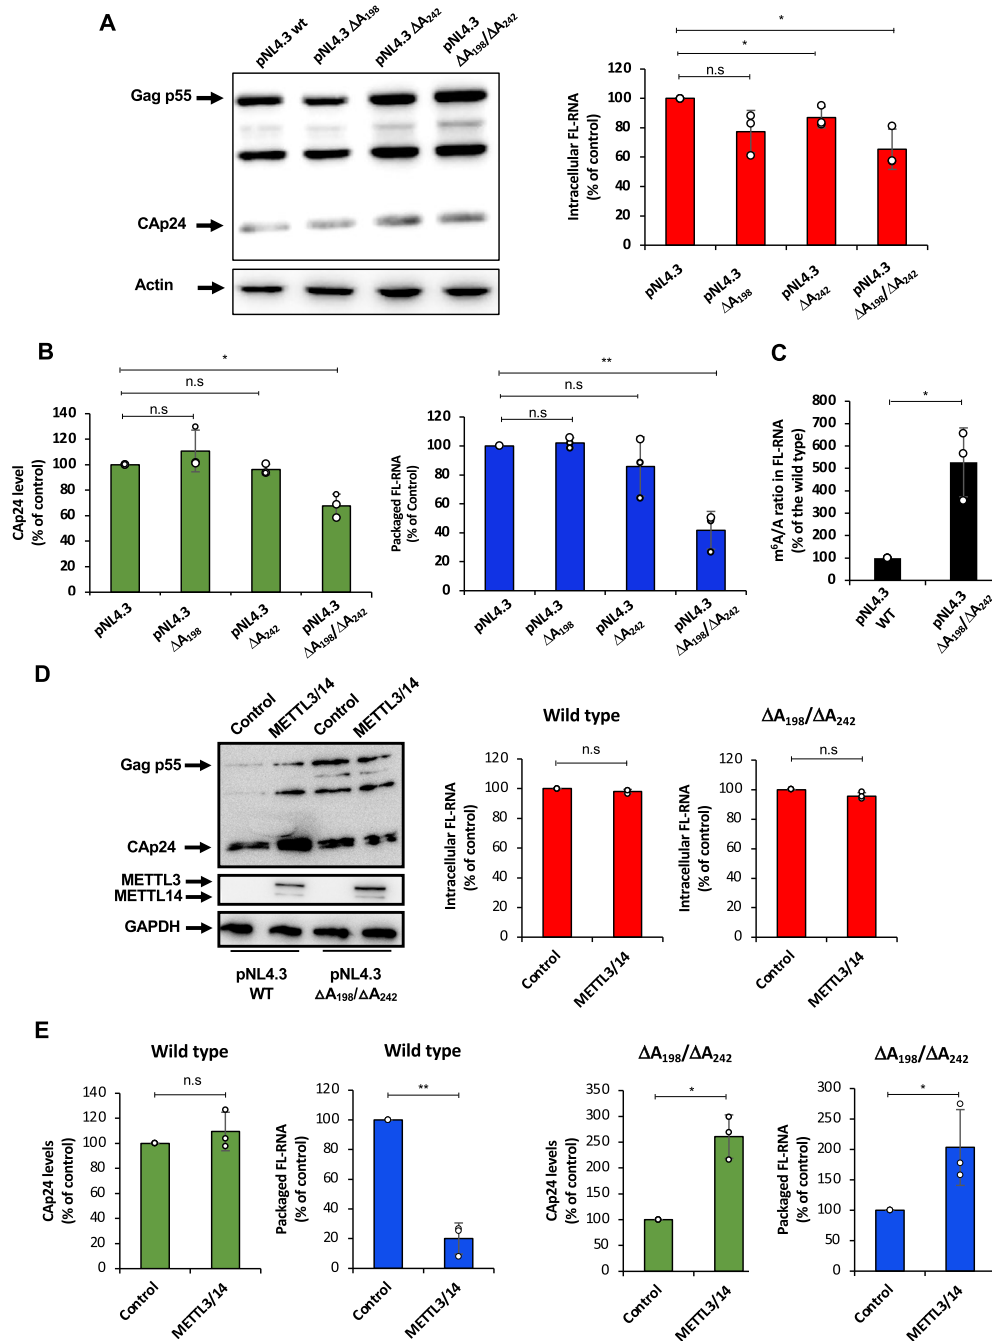 A
pNL4.3 wt
pNL4.3 ΔA198
pNL4.3 ΔA242
pNL4.3
ΔA198/ΔA242
Gag p55
CAp24
Actin
*
*
n.s
Intracellular FL-RNA
(% of control)
120
100
80
60
40
20
0
pNL4.3
pNL4.3
ΔA198
pNL4.3
ΔA242
pNL4.3
ΔA198/ΔA242
B
*
n.s
n.s
CAp24 level
(% of control)
140
120
100
80
60
40
20
0
pNL4.3
pNL4.3
ΔA198
pNL4.3
ΔA242
pNL4.3
ΔA198/ΔA242
**
n.s
n.s
Packaged FL-RNA
(% of Control)
120
100
80
60
40
20
0
pNL4.3
pNL4.3
ΔA198
pNL4.3
ΔA242
pNL4.3
ΔA198/ΔA242
C
*
m6A/A ratio in FL-RNA
(% of the wild type)
800
700
600
500
400
300
200
100
0
pNL4.3
WT
pNL4.3
ΔA198/ΔA242
D
Control
METTL3/14
Control
METTL3/14
Gag p55
CAp24
METTL3
METTL14
GAPDH
pNL4.3
WT
pNL4.3
ΔA198/ΔA242
Wild type
n.s
Intracellular FL-RNA
(% of control)
120
100
80
60
40
20
0
Control
METTL3/14
ΔA198/ΔA242
n.s
Intracellular FL-RNA
(% of control)
120
100
80
60
40
20
0
Control
METTL3/14
E
Wild type
n.s
CAp24 levels
(% of control)
140
120
100
80
60
40
20
0
Control
METTL3/14
Wild type
**
Packaged FL-RNA
(% of control)
120
100
80
60
40
20
0
Control
METTL3/14
ΔA198/ΔA242
*
CAp24 levels
(% of control)
350
300
250
200
150
100
50
0
Control
METTL3/14
ΔA198/ΔA242
*
Packaged FL-RNA
(% of control)
300
250
200
150
100
50
0
Control
METTL3/14